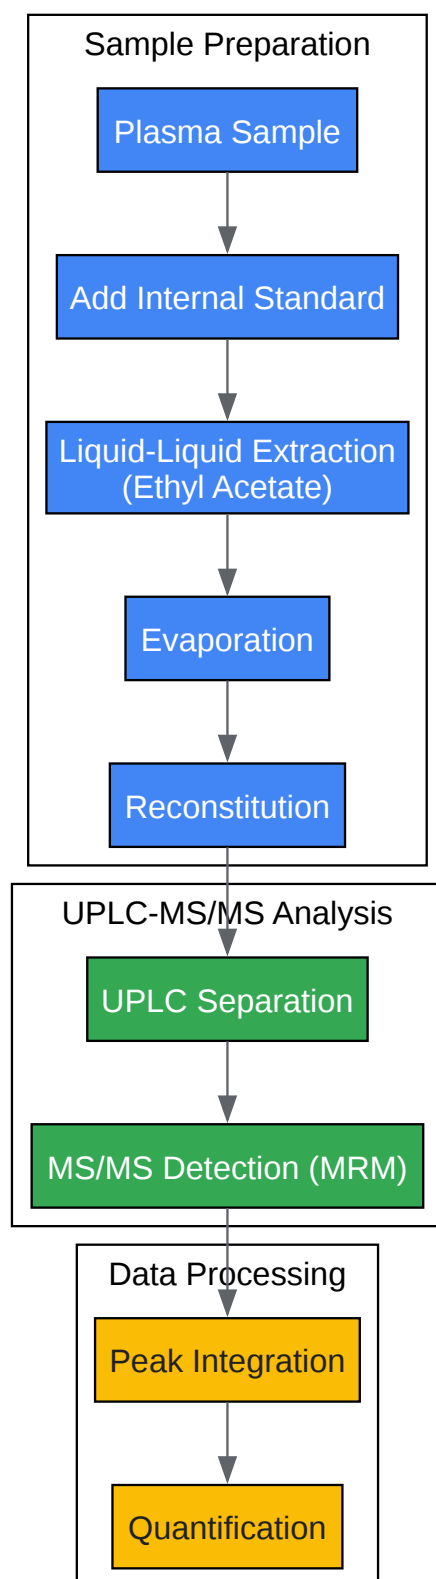 Sample Preparation
Plasma Sample
Add Internal Standard
Liquid-Liquid Extraction
(Ethyl Acetate)
Evaporation
Reconstitution
UPLC-MS/MS Analysis
UPLC Separation
MS/MS Detection (MRM)
Data Processing
Peak Integration
Quantification